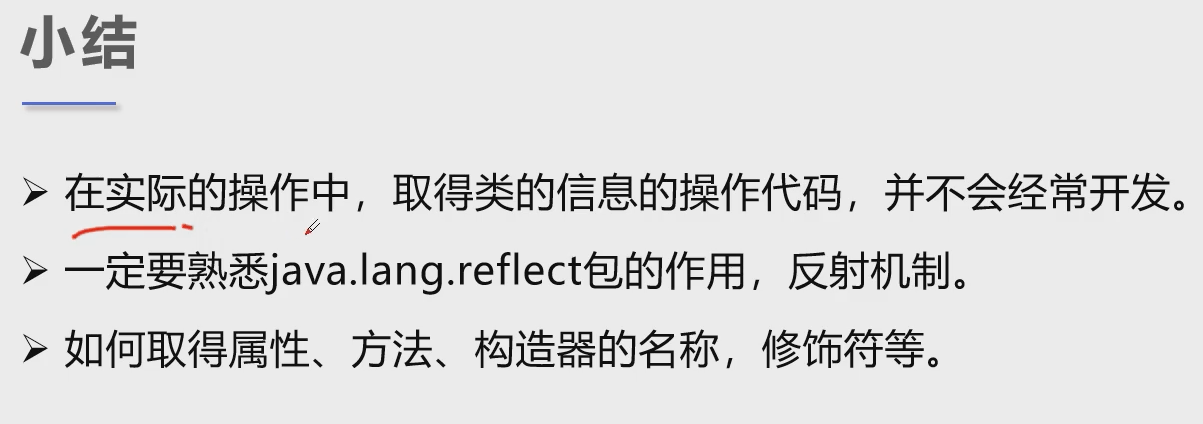 小结
在实际的操作中，取得类的信息的操作代码，并不会经常开发。
一定要熟悉java.lang.reflect包的作用，反射机制。
如何取得属性、方法、构造器的名称，修饰符等。